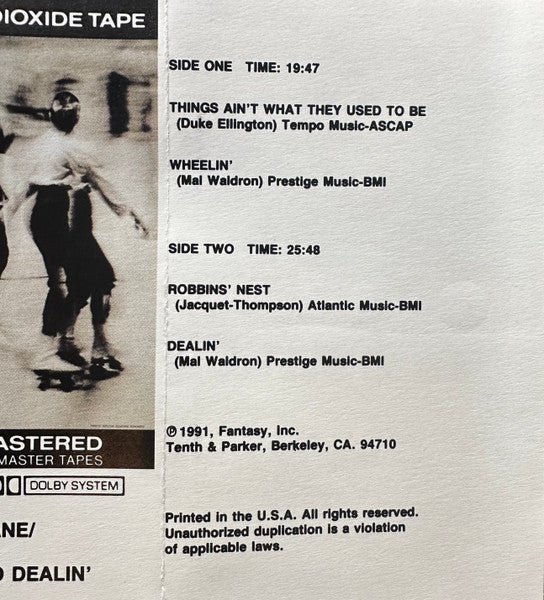 DIOXIDE TAPE
ASTERED
MASTER TAPES
DOLBY SYSTEM
NE/
DEALIN'
SIDE ONE TIME: 19:47
THINGS AIN'T WHAT THEY USED TO BE
(Duke Ellington) Tempo Music-ASCAP
WHEELIN'
(Mal Waldron) Prestige Music-BMI
SIDE TWO TIME: 25:48
ROBBINS' NEST
(Jacquet-Thompson) Atlantic Music-BMI
DEALIN'
(Mal Waldron) Prestige Music-BMI
℗ 1991, Fantasy, Inc.
Tenth & Parker, Berkeley, CA. 94710
Printed in the U.S.A. All rights reserved.
Unauthorized duplication is a violation
of applicable laws.